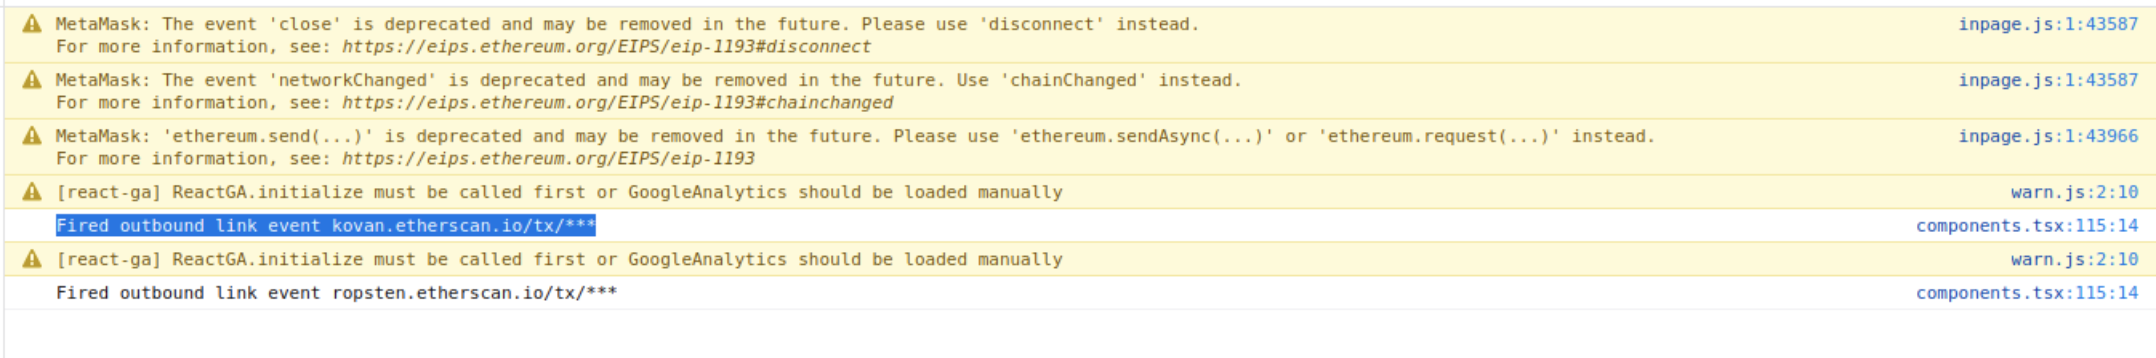 MetaMask: The event 'close' is deprecated and may be removed in the future. Please use 'disconnect' instead. inpage.js:1:43587
For more information, see: https://eips.ethereum.org/EIPS/eip-1193#disconnect
MetaMask: The event 'networkChanged' is deprecated and may be removed in the future. Use 'chainChanged' instead. inpage.js:1:43587
For more information, see: https://eips.ethereum.org/EIPS/eip-1193#chainchanged
MetaMask: 'ethereum.send(...)' is deprecated and may be removed in the future. Please use 'ethereum.sendAsync(...)' or 'ethereum.request(...)' instead. inpage.js:1:43966
For more information, see: https://eips.ethereum.org/EIPS/eip-1193
[react-ga] ReactGA.initialize must be called first or GoogleAnalytics should be loaded manually warn.js:2:10
Fired outbound link event kovan.etherscan.io/tx/*** components.tsx:115:14
[react-ga] ReactGA.initialize must be called first or GoogleAnalytics should be loaded manually warn.js:2:10
Fired outbound link event ropsten.etherscan.io/tx/*** components.tsx:115:14